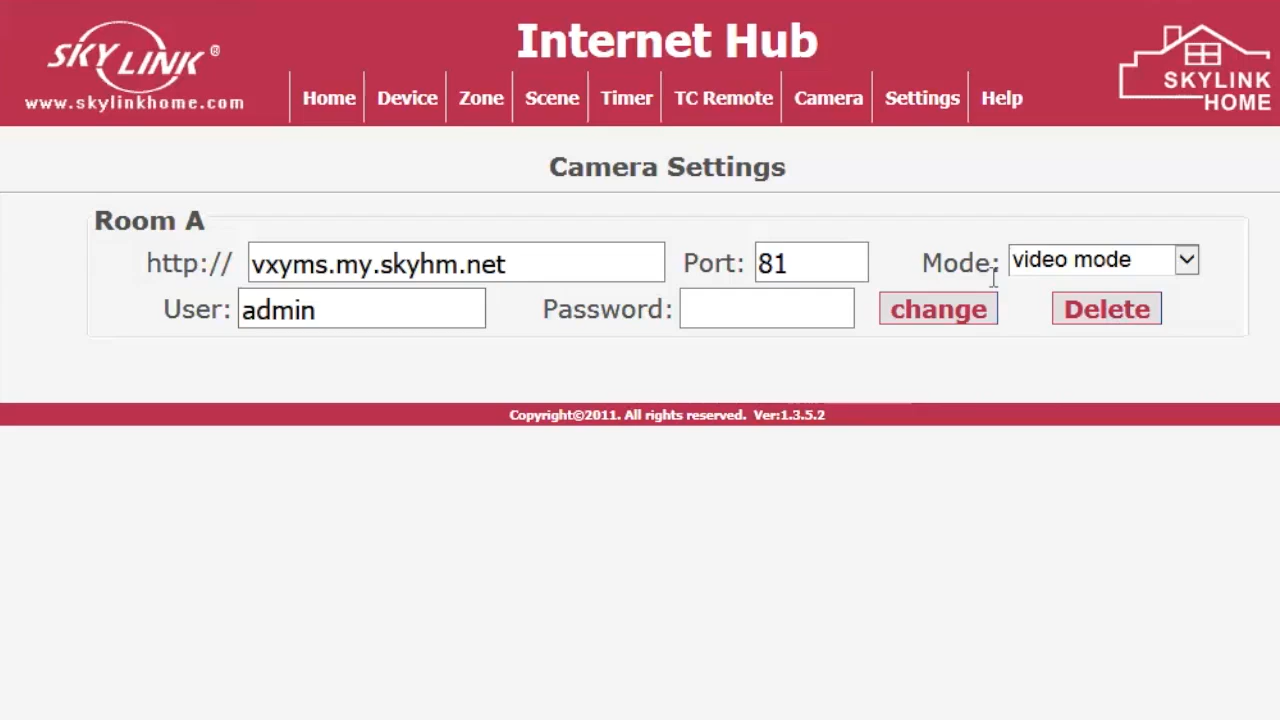 Internet Hub
SKYLINK®
www.skylinkhome.com
Home Device Zone Scene Timer TC Remote Camera Settings Help
SKYLINK
HOME
Camera Settings
Room A
http:// vxyms.my.skyhm.net Port: 81 Mode: video mode
User: admin Password: change Delete
Copyright©2011. All rights reserved. Ver:1.3.5.2